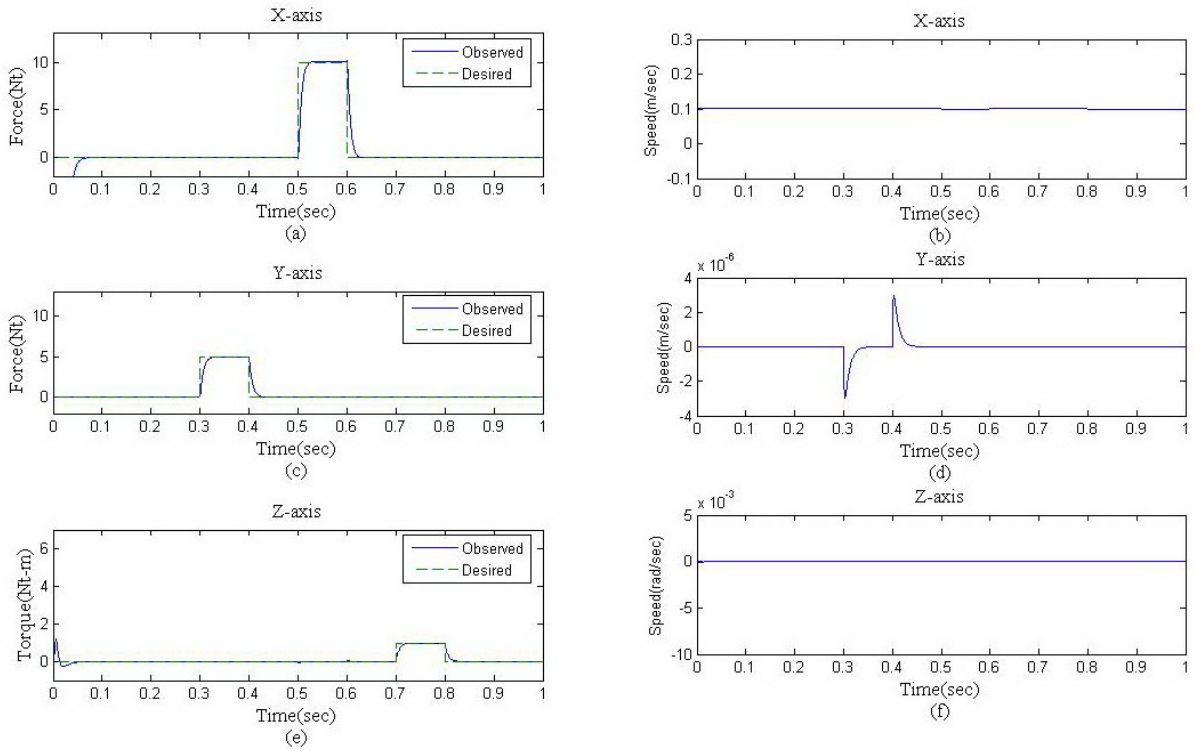 X-axis
Force(Nt)
10
5
0
Observed
Desired
0 0.1 0.2 0.3 0.4 0.5 0.6 0.7 0.8 0.9 1
Time(sec)
(a)
X-axis
Speed(m/sec)
0.3
0.2
0.1
0
-0.1
0 0.1 0.2 0.3 0.4 0.5 0.6 0.7 0.8 0.9 1
Time(sec)
(b)
Y-axis
Force(Nt)
10
5
0
Observed
Desired
0 0.1 0.2 0.3 0.4 0.5 0.6 0.7 0.8 0.9 1
Time(sec)
(c)
x 10^-6
Y-axis
Speed(m/sec)
4
2
0
-2
-4
0 0.1 0.2 0.3 0.4 0.5 0.6 0.7 0.8 0.9 1
Time(sec)
(d)
Z-axis
Torque(Nt-m)
6
4
2
0
Observed
Desired
0 0.1 0.2 0.3 0.4 0.5 0.6 0.7 0.8 0.9 1
Time(sec)
(e)
x 10^-3
Z-axis
Speed(rad/sec)
5
0
-5
-10
0 0.1 0.2 0.3 0.4 0.5 0.6 0.7 0.8 0.9 1
Time(sec)
(f)